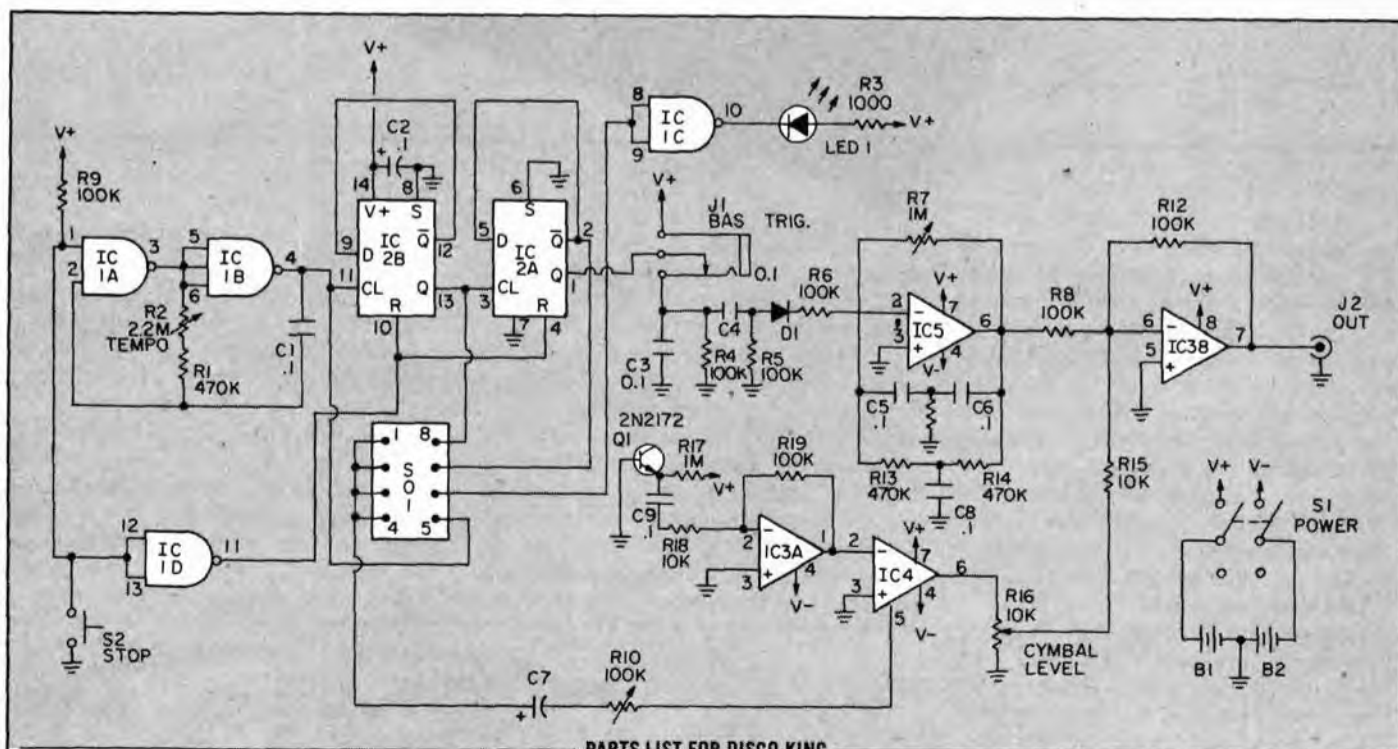 V+
R9
100K
1
2
IC
1A
3
5
6
IC
1B
4
R2
2.2M
TEMPO
R1
470K
C1
.1
12
13
IC
1D
11
S2
STOP
V+
+
C2
.1
14
8
V+
S
IC
2B
9
D
11
CL
Q̅
12
Q
13
R
10
6
S
5
D
IC
2A
3
CL
Q̅
2
Q
1
R
7
4
1
8
S
O
1
4
5
8
9
IC
1C
10
LED 1
R3
1000
V+
V+
J1
BAS TRIG.
0.1
C3
0.1
C4
R4
100K
R5
100K
D1
R6
100K
R7
1M
2
-
3
+
IC5
V+
7
6
4
V-
C5
.1
C6
.1
R13
470K
R14
470K
C8
.1
R8
100K
R12
100K
6
-
5
+
IC38
V+
8
7
J2
OUT
2N2172
Q1
R17
1M
V+
C9
.1
R18
10K
R19
100K
2
-
3
+
IC3A
1
4
V-
2
-
3
+
IC4
V+
7
6
4
V-
5
R15
10K
R16
10K
CYMBAL
LEVEL
V+
V-
S1
POWER
B1
B2
C7
+
R10
100K
PARTS LIST FOR DISCO KING